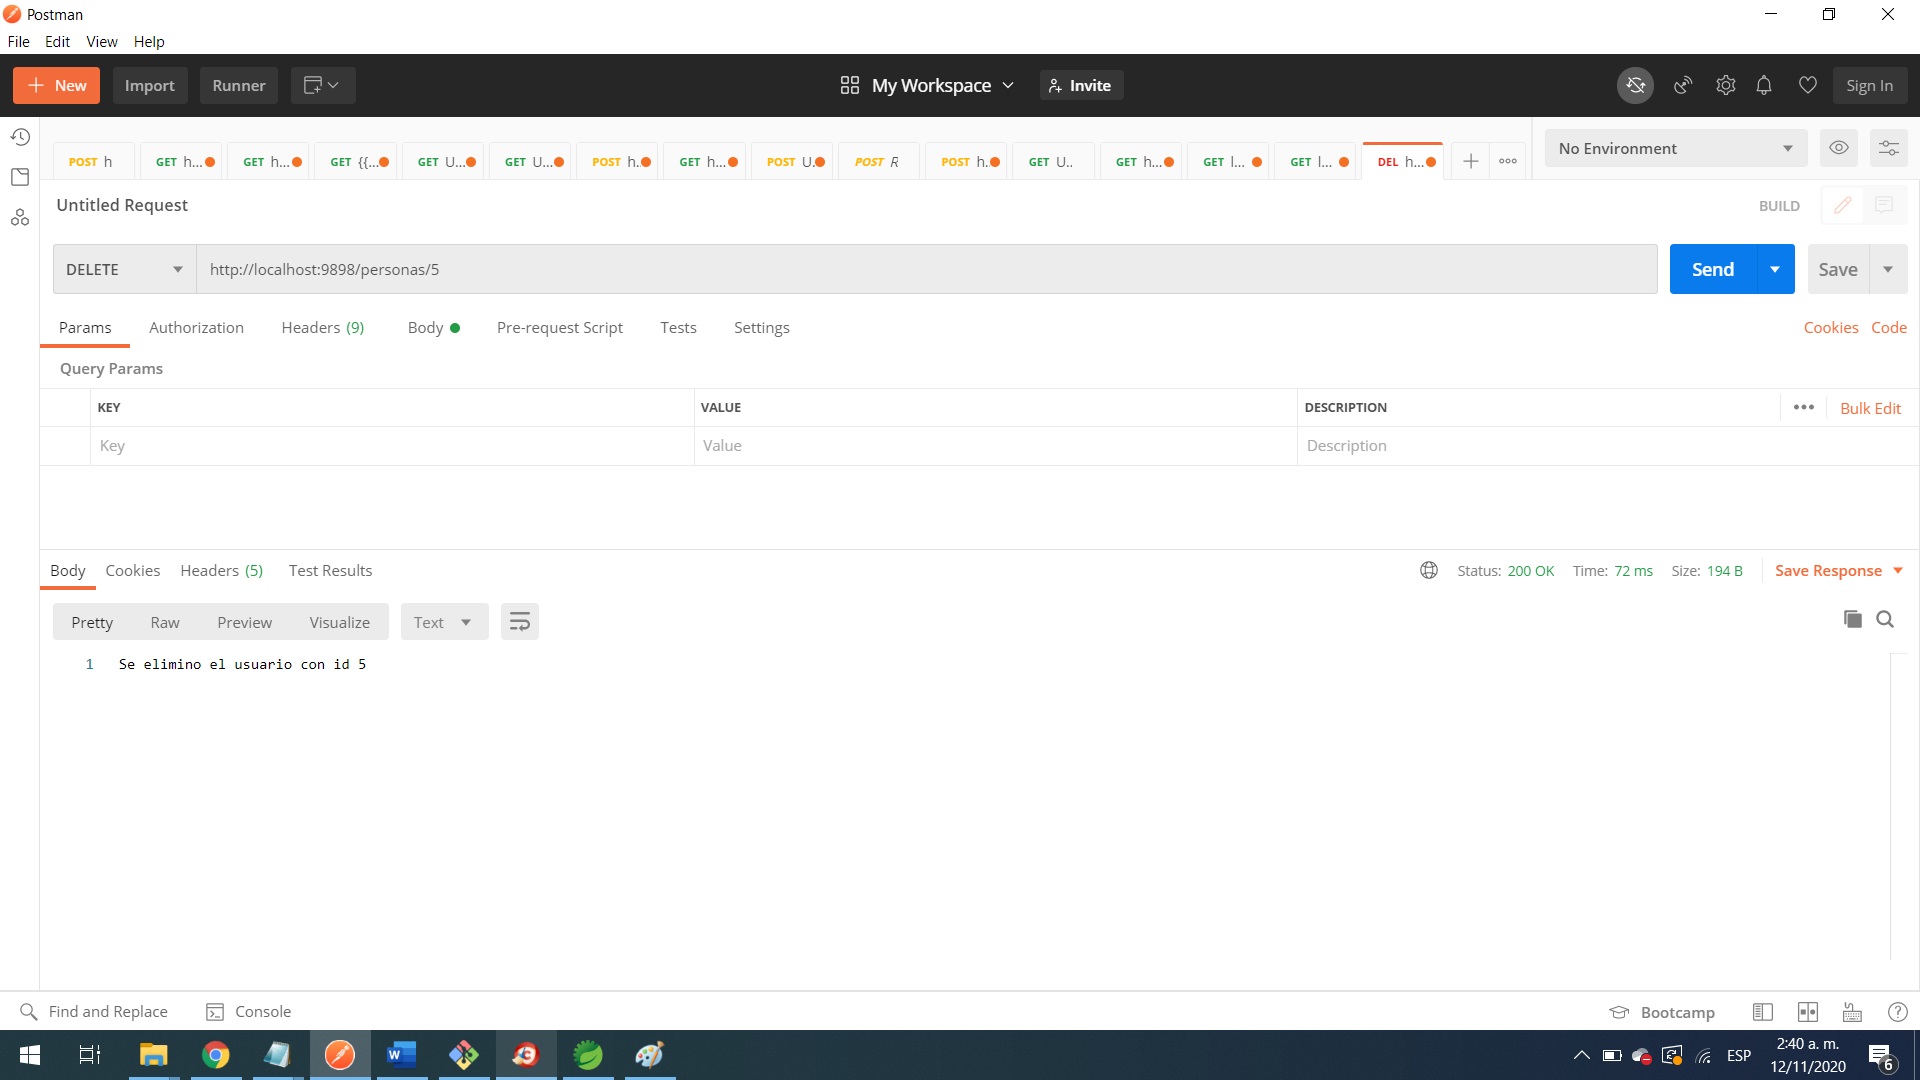 Postman
File Edit View Help
New Import Runner My Workspace Invite Sign In
POST h GET h... GET h... GET {{... GET U... GET U... POST h. GET h... POST U. POST R POST h. GET U.. GET h... GET l... GET l... DEL h... No Environment
Untitled Request BUILD
DELETE http://localhost:9898/personas/5 Send Save
Params Authorization Headers (9) Body Pre-request Script Tests Settings Cookies Code
Query Params
KEY VALUE DESCRIPTION Bulk Edit
Key Value Description
Body Cookies Headers (5) Test Results Status: 200 OK Time: 72 ms Size: 194 B Save Response
Pretty Raw Preview Visualize Text
1 Se elimino el usuario con id 5
Find and Replace Console Bootcamp
ESP 2:40 a. m.
12/11/2020 6